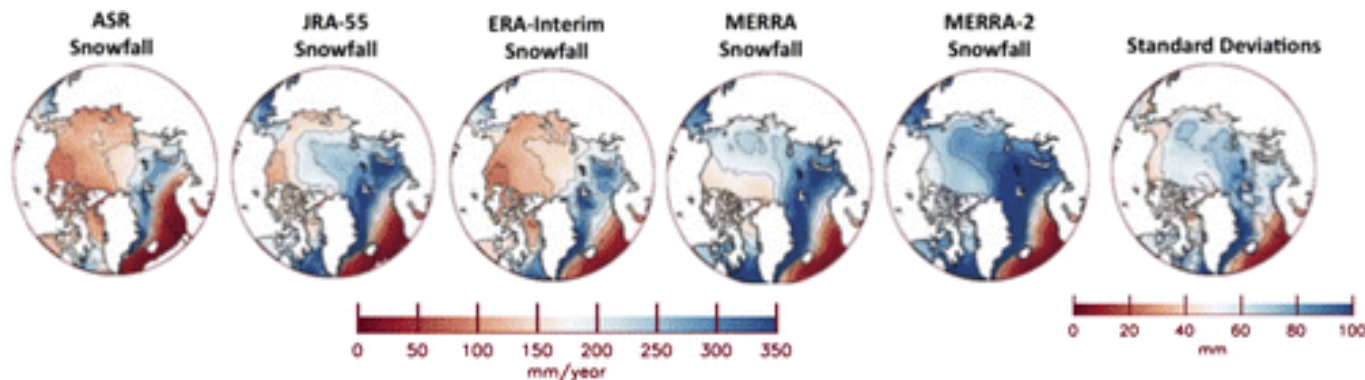 ASR
Snowfall
JRA-55
Snowfall
ERA-Interim
Snowfall
MERRA
Snowfall
MERRA-2
Snowfall
Standard Deviations
0 50 100 150 200 250 300 350
mm/year
0 20 40 60 80 100
mm